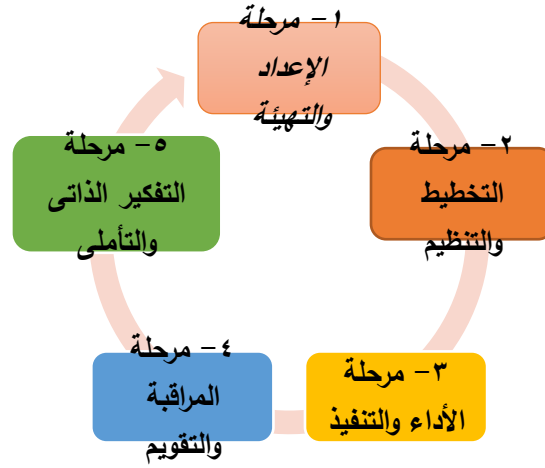 ١- مرحلة
الإعداد
والتهيئة
٢- مرحلة
التخطيط
والتنظيم
٣- مرحلة
الأداء والتنفيذ
٤- مرحلة
المراقبة
والتقويم
٥- مرحلة
التفكير الذاتى
والتأملى